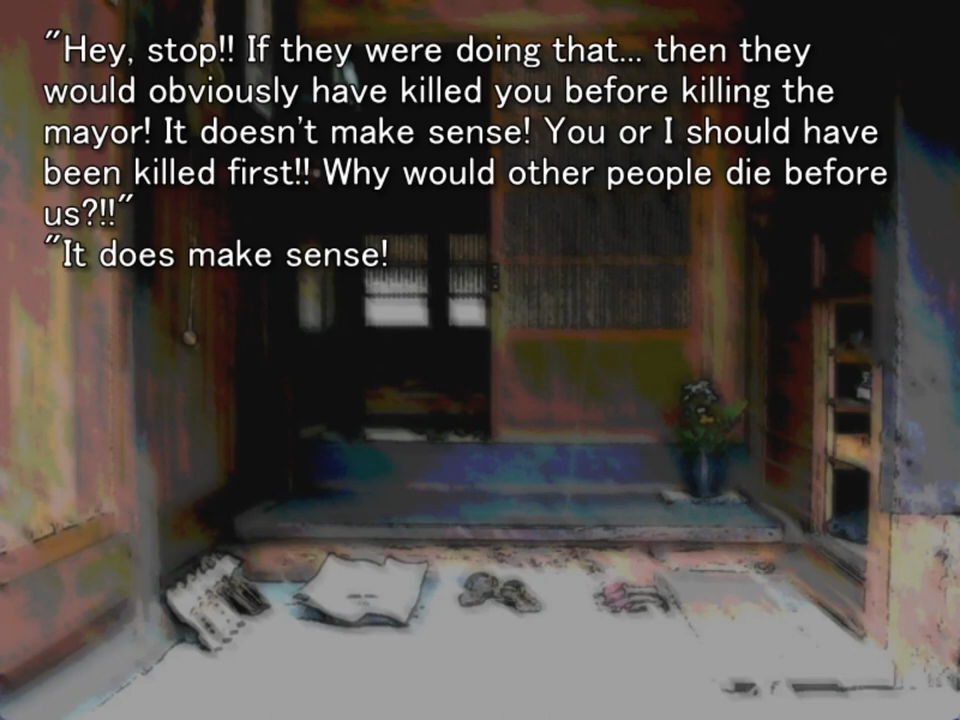 "Hey, stop!! If they were doing that... then they
would obviously have killed you before killing the
mayor! It doesn't make sense! You or I should have
been killed first!! Why would other people die before
us?!!"
"It does make sense!